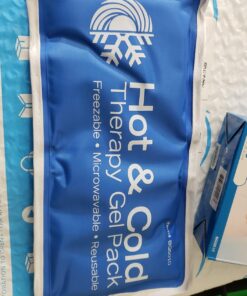 Hot & Cold
Therapy Gel Pack
Freezable • Microwavable • Reusable